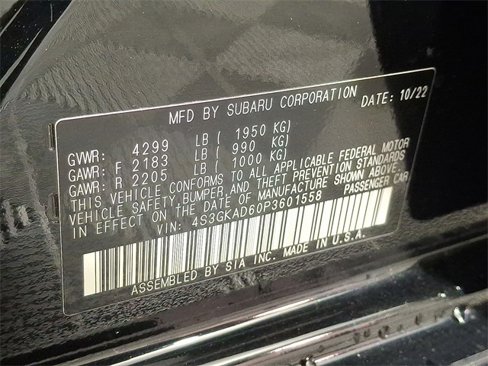 MFD BY SUBARU CORPORATION DATE: 10/22
GVWR: 4299 LB ( 1950 KG)
GAWR: F 2183 LB ( 990 KG)
GAWR: R 2205 LB ( 1000 KG)
THIS VEHICLE CONFORMS TO ALL APPLICABLE FEDERAL MOTOR
VEHICLE SAFETY, BUMPER, AND THEFT PREVENTION STANDARDS
IN EFFECT ON THE DATE OF MANUFACTURE SHOWN ABOVE.
VIN: 4S3GKAD60P3601558 PASSENGER CAR
ASSEMBLED BY SIA INC. MADE IN U.S.A.